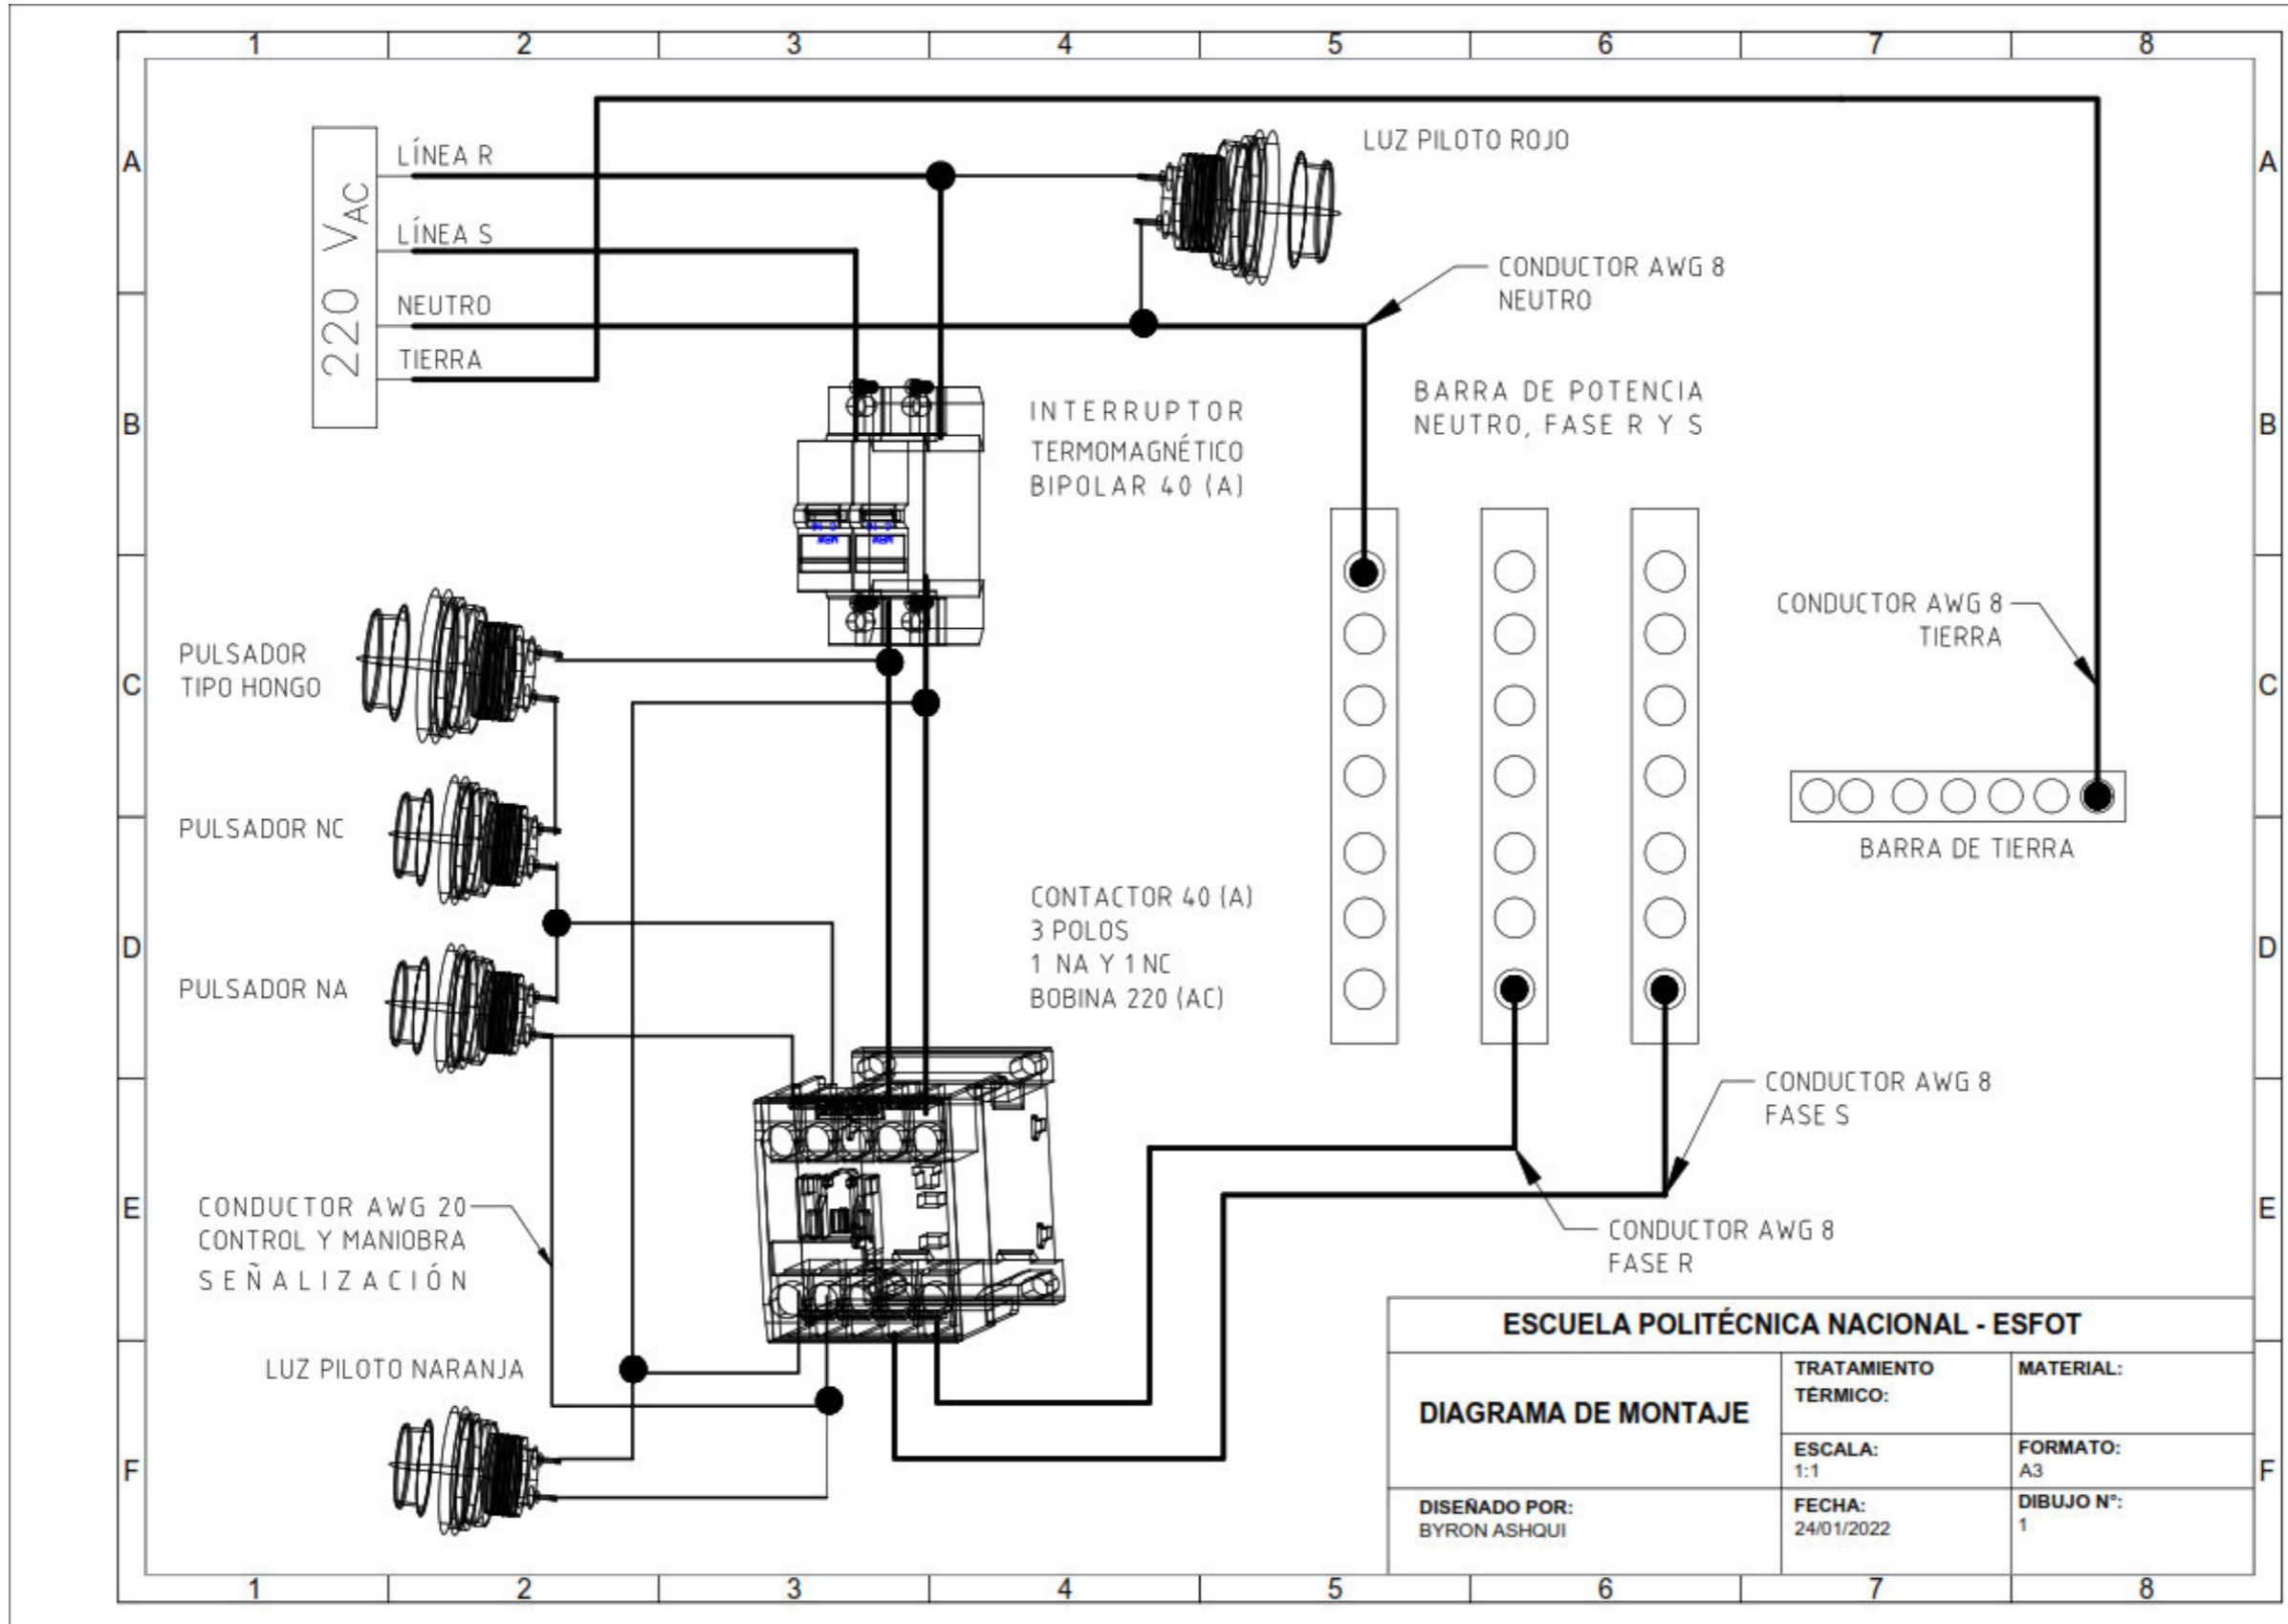 1 2 3 4 5 6 7 8
A A
B B
C C
D D
E E
F F
220 VAC
LÍNEA R
LÍNEA S
NEUTRO
TIERRA
LUZ PILOTO ROJO
CONDUCTOR AWG 8
NEUTRO
INTERRUPTOR
TERMOMAGNÉTICO
BIPOLAR 40 (A)
BARRA DE POTENCIA
NEUTRO, FASE R Y S
PULSADOR
TIPO HONGO
CONDUCTOR AWG 8
TIERRA
PULSADOR NC
BARRA DE TIERRA
PULSADOR NA
CONTACTOR 40 (A)
3 POLOS
1 NA Y 1 NC
BOBINA 220 (AC)
CONDUCTOR AWG 8
FASE S
CONDUCTOR AWG 20
CONTROL Y MANIOBRA
SEÑALIZACIÓN
CONDUCTOR AWG 8
FASE R
LUZ PILOTO NARANJA
ESCUELA POLITÉCNICA NACIONAL - ESFOT
DIAGRAMA DE MONTAJE
TRATAMIENTO
TÉRMICO:
MATERIAL:
ESCALA:
1:1
FORMATO:
A3
DISEÑADO POR:
BYRON ASHQUI
FECHA:
24/01/2022
DIBUJO N°:
1
1 2 3 4 5 6 7 8